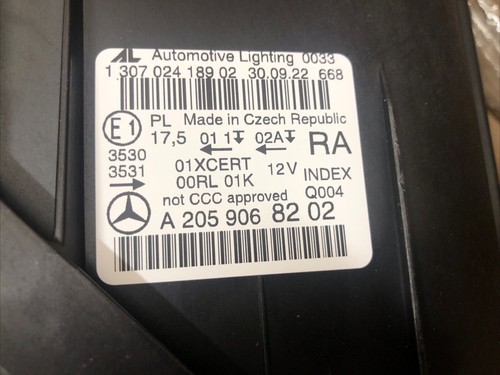 AL Automotive Lighting 0033
1 307 024 189 02 30.09.22 668
E1 PL Made in Czech Republic
17,5 01 1 02A RA
3530
3531 01XCERT 12V INDEX
00RL 01K Q004
not CCC approved
A 205 906 82 02